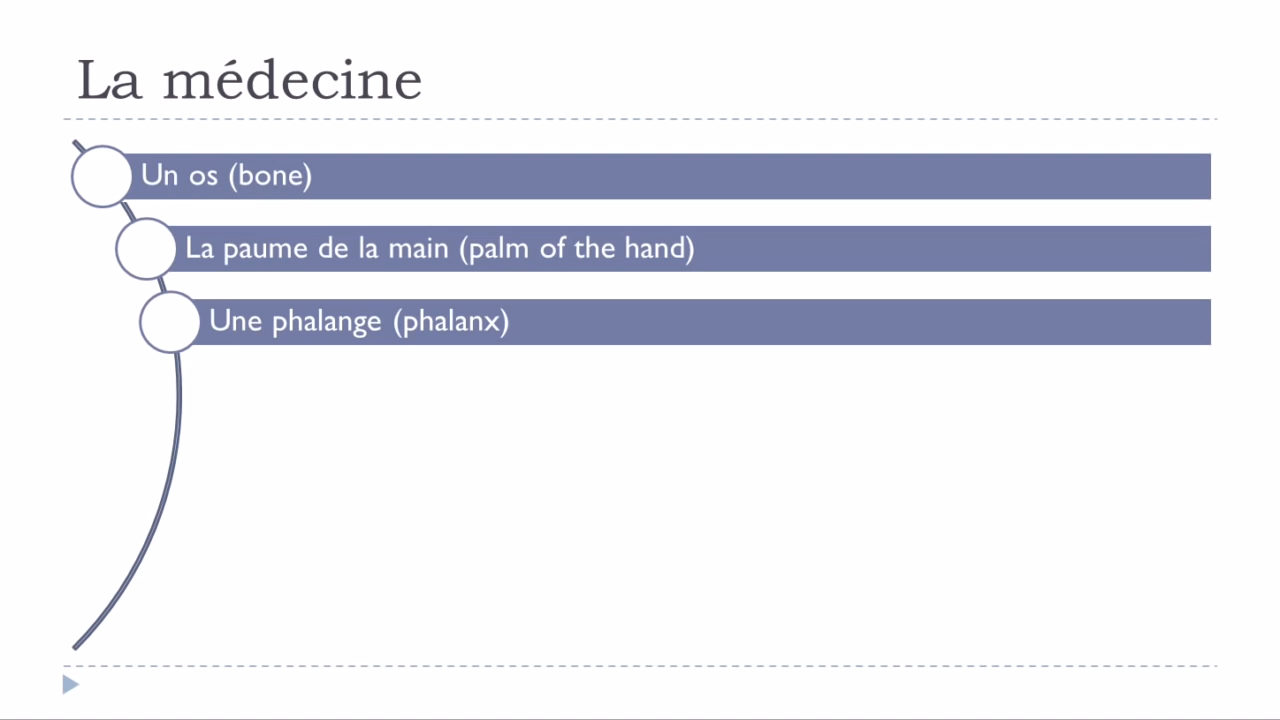 La médecine
Un os (bone)
La paume de la main (palm of the hand)
Une phalange (phalanx)